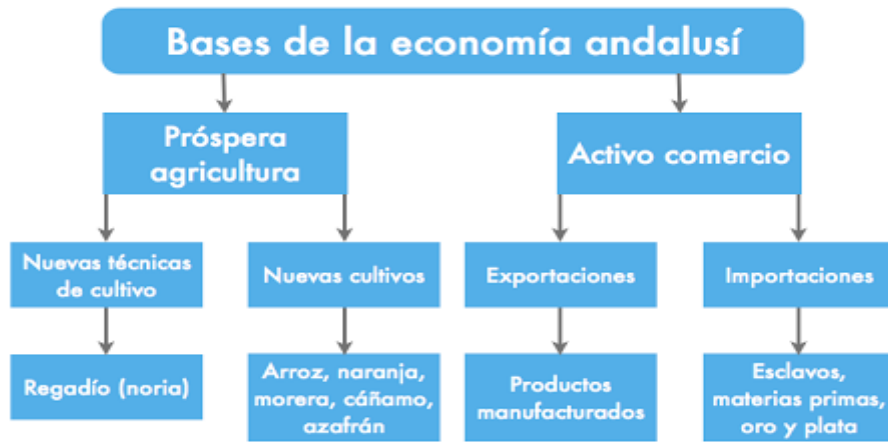 Bases de la economía andalusí
Próspera
agricultura
Activo comercio
Nuevas técnicas
de cultivo
Nuevas cultivos
Exportaciones
Importaciones
Regadío (noria)
Arroz, naranja,
morera, cáñamo,
azafrán
Productos
manufacturados
Esclavos,
materias primas,
oro y plata